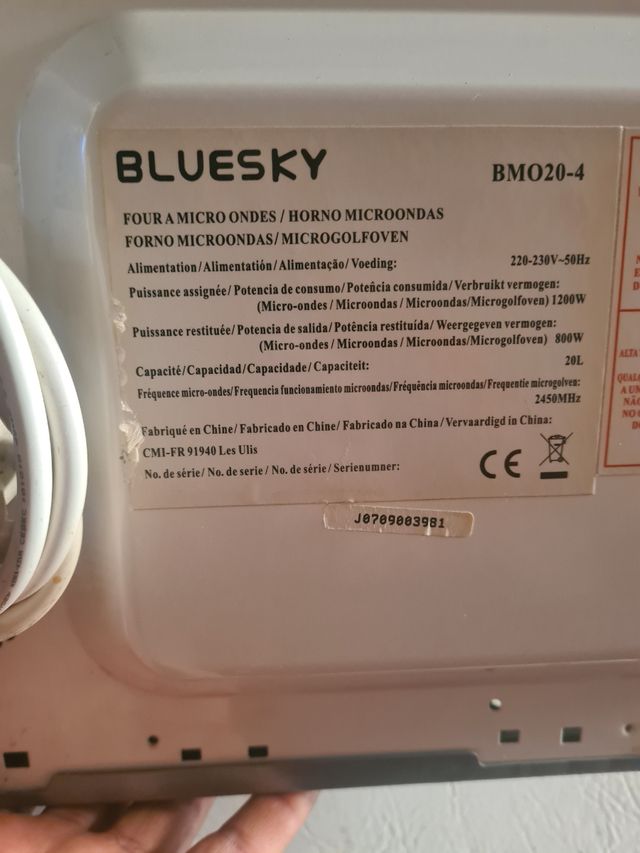 BLUESKY BMO20-4
FOUR A MICRO ONDES / HORNO MICROONDAS
FORNO MICROONDAS/ MICROGOLFOVEN
Alimentation/Alimentatión/Alimentação/Voeding: 220-230V~50Hz
Puissance assignée/Potencia de consumo/Poteñcia consumida/Verbruikt vermogen:
(Micro-ondes / Microondas / Microondas/Microgolfoven) 1200W
Puissance restituée/Potencia de salida/Potência restituída/ Weergegeven vermogen:
(Micro-ondes / Microondas / Microondas/Microgolfoven) 800W
Capacité/Capacidad/Capacidade/ Capaciteit: 20L
Fréquence micro-ondes/Frequencia funcionamiento microondas/Fréquência microondas/Frequentie microgolven:
2450MHz
Fabriqué en Chine/ Fabricado en Chine/ Fabricado na China/ Vervaardigd in China:
CMI-FR 91940 Les Ulis
No. de série/ No. de serie/ No. de série/ Serienumner:
CE
J0709003981
ALTA